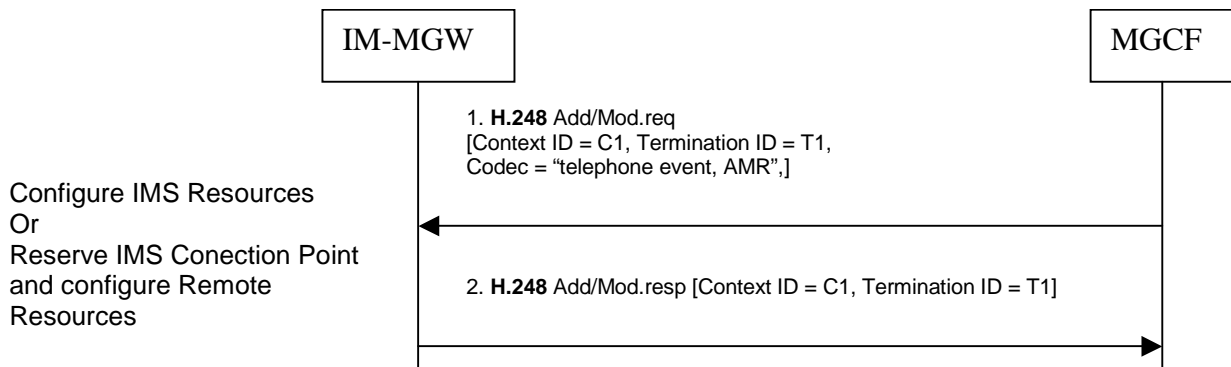 IM-MGW
MGCF
1. H.248 Add/Mod.req
[Context ID = C1, Termination ID = T1,
Codec = “telephone event, AMR”,]
Configure IMS Resources
Or
Reserve IMS Conection Point
and configure Remote
Resources
2. H.248 Add/Mod.resp [Context ID = C1, Termination ID = T1]